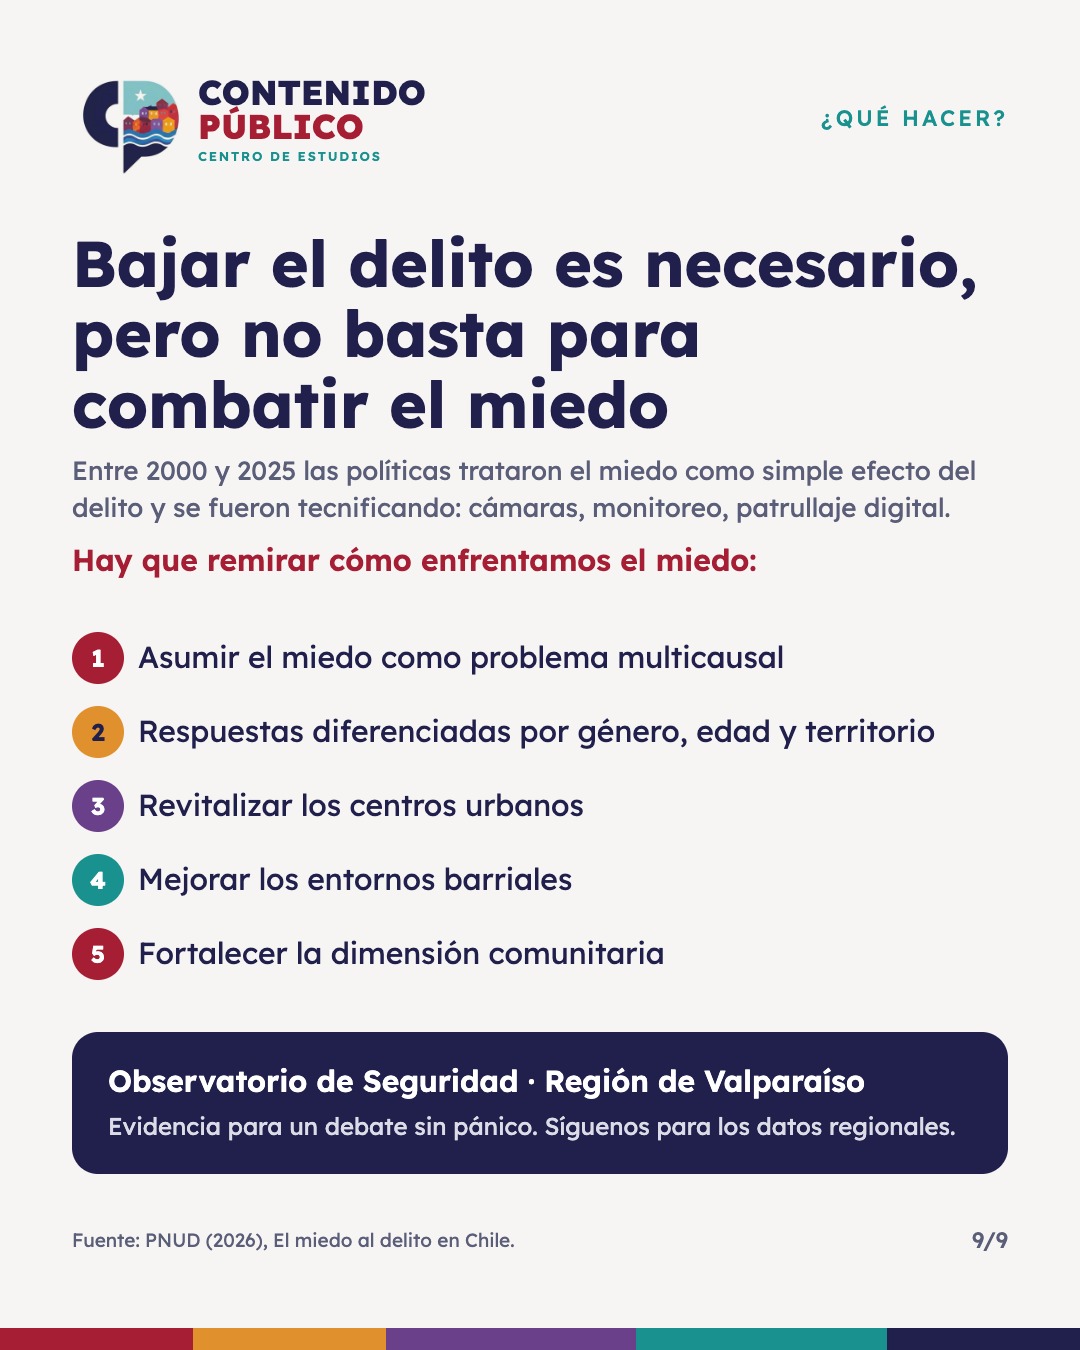 CONTENIDO
PÚBLICO
CENTRO DE ESTUDIOS
¿QUÉ HACER?
Bajar el delito es necesario,
pero no basta para
combatir el miedo
Entre 2000 y 2025 las políticas trataron el miedo como simple efecto del
delito y se fueron tecnificando: cámaras, monitoreo, patrullaje digital.
Hay que remirar cómo enfrentamos el miedo:
1 Asumir el miedo como problema multicausal
2 Respuestas diferenciadas por género, edad y territorio
3 Revitalizar los centros urbanos
4 Mejorar los entornos barriales
5 Fortalecer la dimensión comunitaria
Observatorio de Seguridad · Región de Valparaíso
Evidencia para un debate sin pánico. Síguenos para los datos regionales.
Fuente: PNUD (2026), El miedo al delito en Chile.
9/9